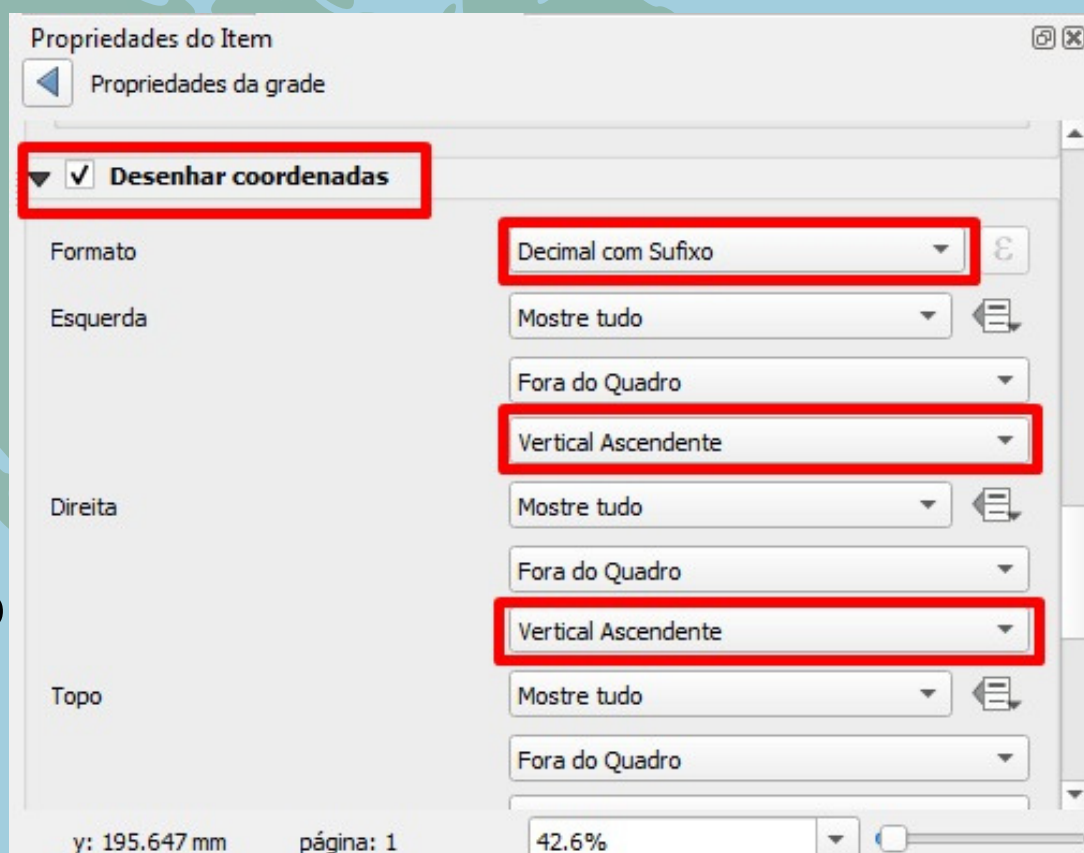 Propriedades do Item
Propriedades da grade
Desenhar coordenadas
Formato Decimal com Sufixo ε
Esquerda Mostre tudo
Fora do Quadro
Vertical Ascendente
Direita Mostre tudo
Fora do Quadro
Vertical Ascendente
Topo Mostre tudo
Fora do Quadro
y: 195.647 mm página: 1 42.6%